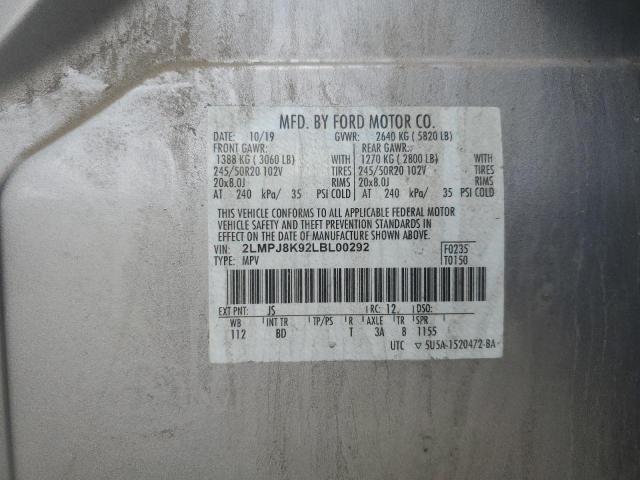 MFD. BY FORD MOTOR CO.
DATE: 10/19 GVWR: 2640 KG ( 5820 LB)
FRONT GAWR: REAR GAWR:
1388 KG ( 3060 LB) WITH 1270 KG ( 2800 LB) WITH
245/50R20 102V TIRES 245/50R20 102V TIRES
20x8.0J RIMS 20x8.0J RIMS
AT 240 kPa/ 35 PSI COLD AT 240 kPa/ 35 PSI COLD
THIS VEHICLE CONFORMS TO ALL APPLICABLE FEDERAL MOTOR
VEHICLE SAFETY AND THEFT PREVENTION STANDARDS IN
EFFECT ON THE DATE OF MANUFACTURE SHOWN ABOVE.
VIN: 2LMPJ8K92LBL00292 F0235
TYPE: MPV T0150
EXT PNT: JS RC: 12 DSO:
WB INT TR TP/PS R AXLE TR SPR
112 BD T 3A 8 1155
UTC ▽ 5U5A-1520472-BA